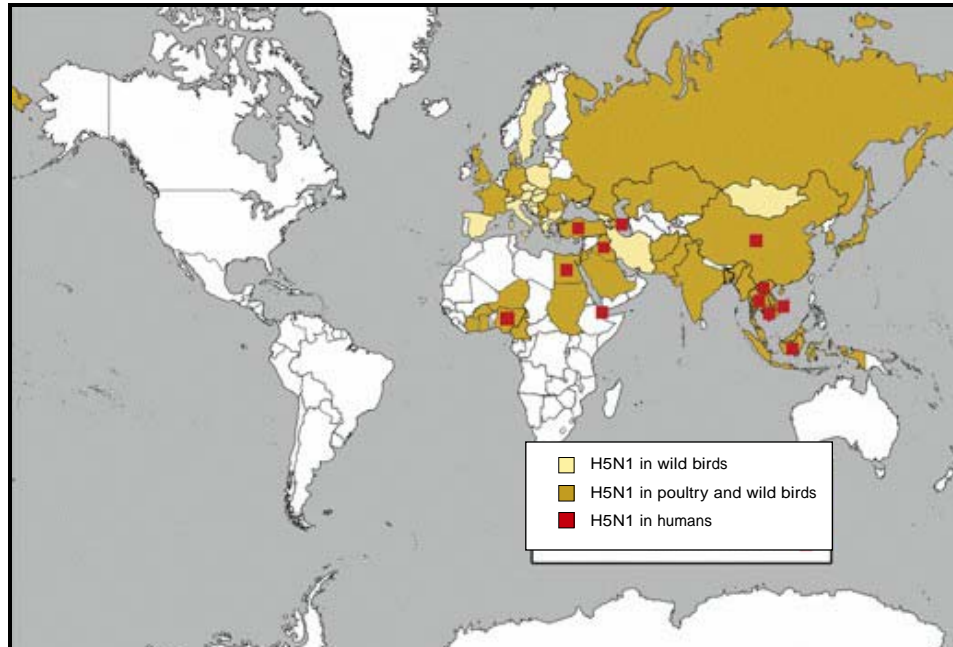 H5N1 in wild birds
H5N1 in poultry and wild birds
H5N1 in humans